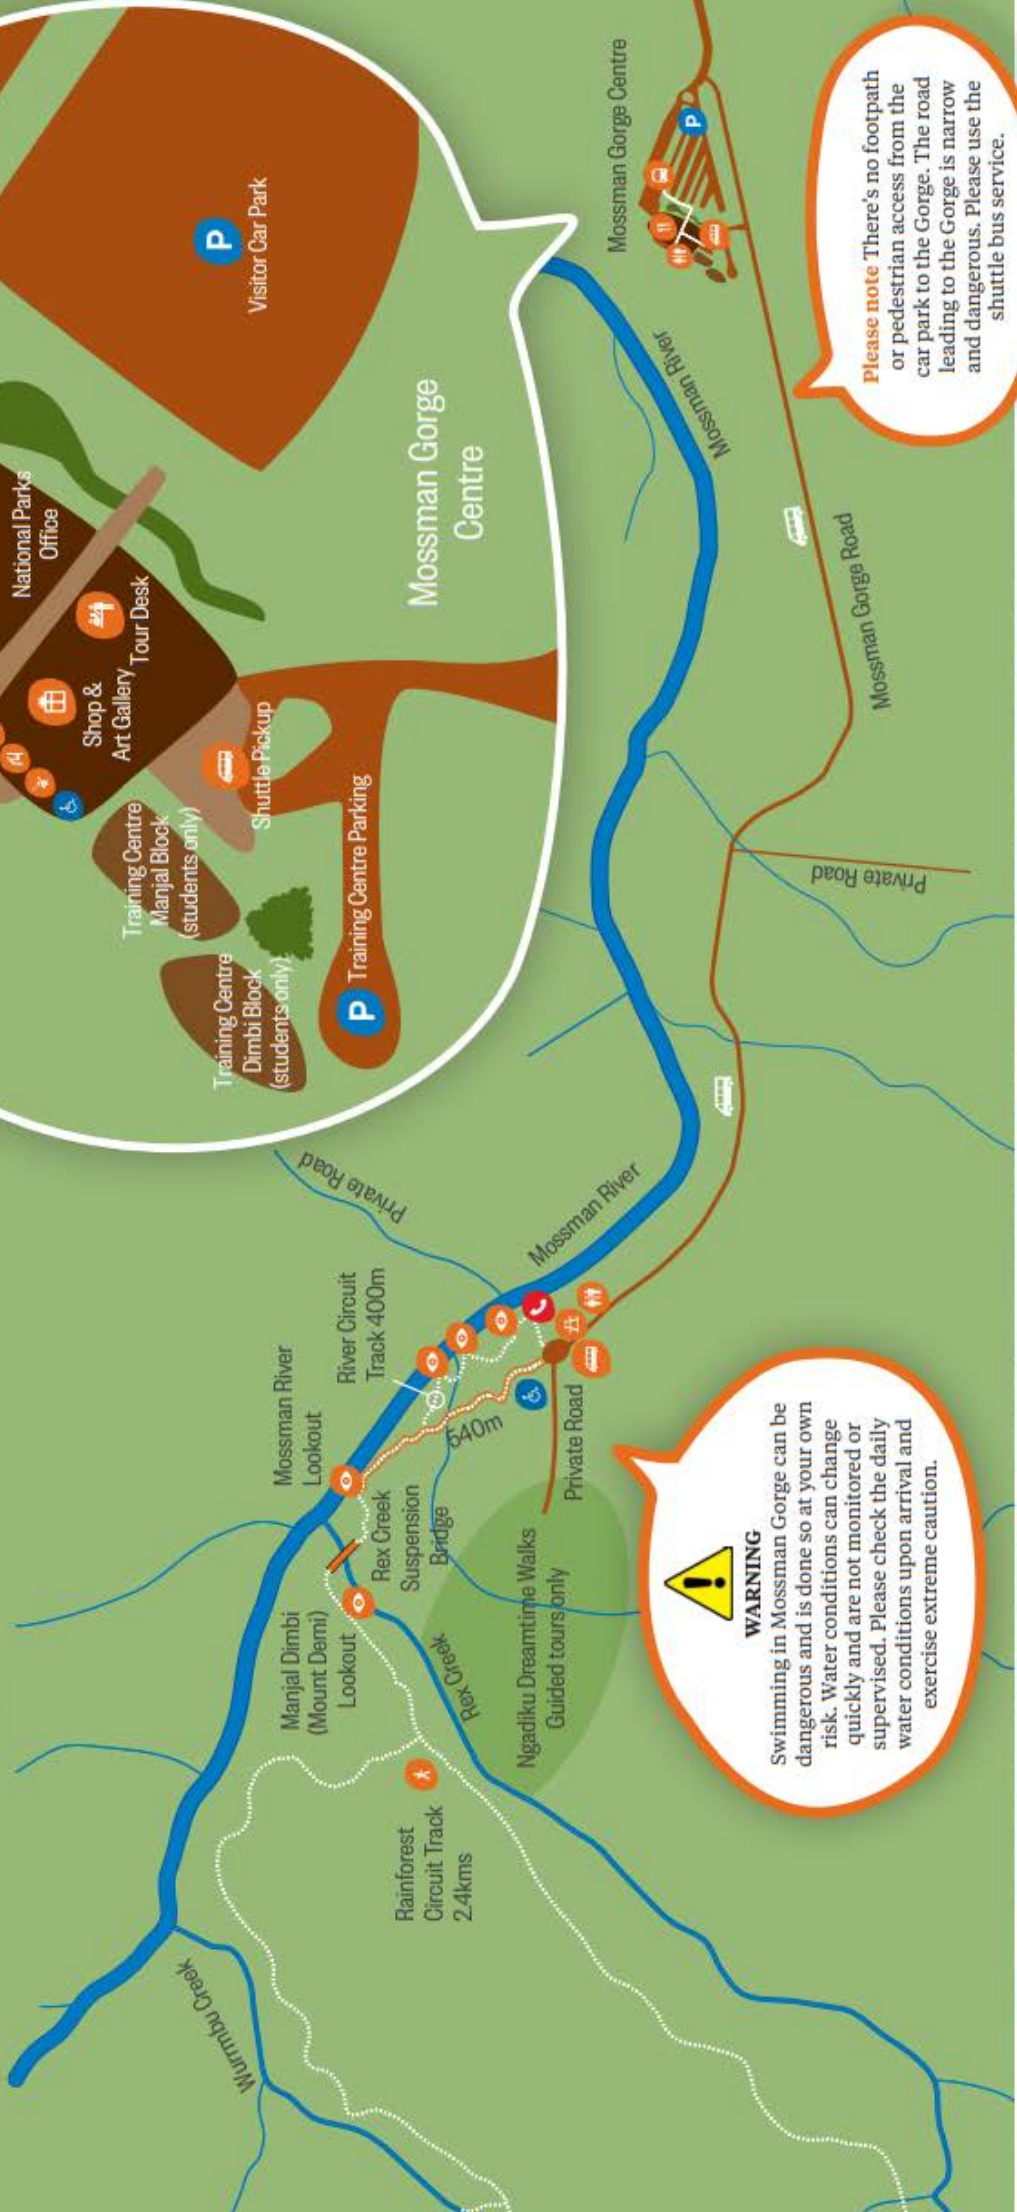 National Parks
Office
Shop &
Art Gallery
Tour Desk
P
Visitor Car Park
Training Centre
Manjal Block
(students only)
Shuttle Pickup
Training Centre
Dimbi Block
(students only)
P
Training Centre Parking
Mossman Gorge
Centre
Mossman Gorge Centre
P
Mossman River
Mossman Gorge Road
Private Road
Please note There's no footpath
or pedestrian access from the
car park to the Gorge. The road
leading to the Gorge is narrow
and dangerous. Please use the
shuttle bus service.
Private Road
Mossman River
River Circuit
Track 400m
Mossman River
Lookout
540m
Private Road
Rex Creek
Suspension
Bridge
Manjal Dimbi
(Mount Demi)
Lookout
Rex Creek
Ngadiku Dreamtime Walks
Guided tours only
Rainforest
Circuit Track
2.4kms
Wurrmbu Creek
WARNING
Swimming in Mossman Gorge can be
dangerous and is done so at your own
risk. Water conditions can change
quickly and are not monitored or
supervised. Please check the daily
water conditions upon arrival and
exercise extreme caution.